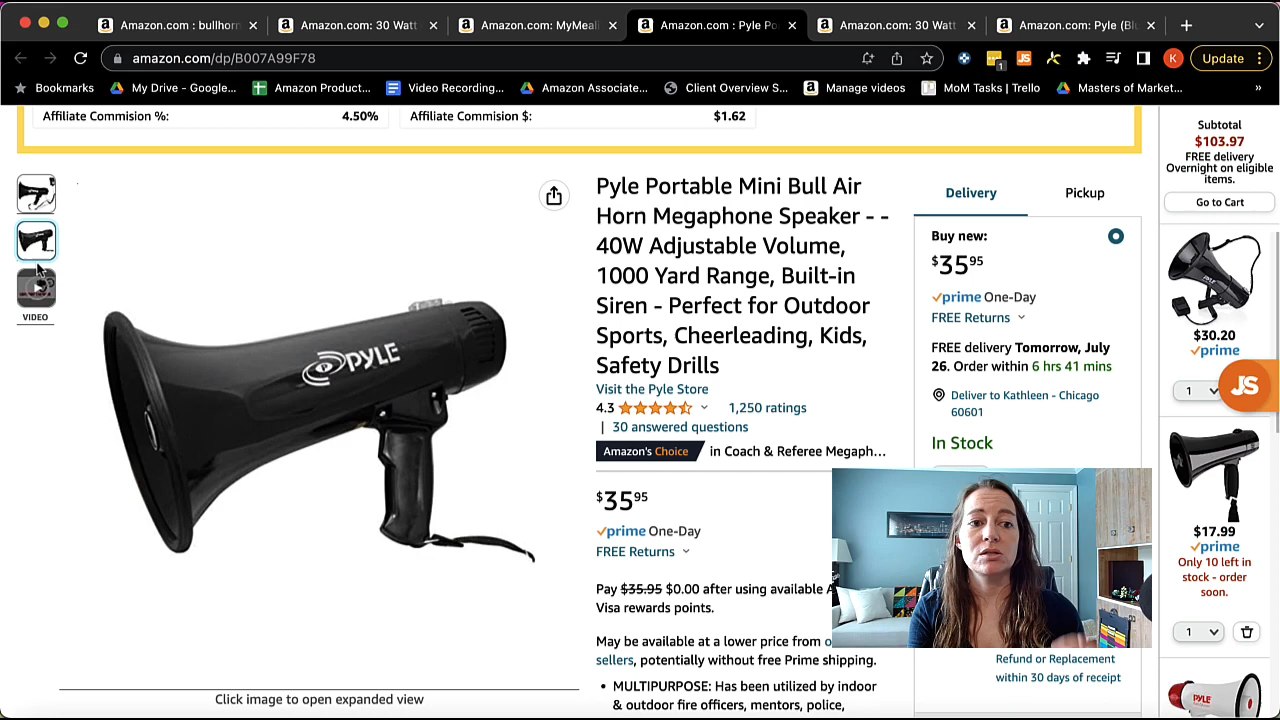 Amazon.com : bullhorn
Amazon.com: 30 Watt
Amazon.com: MyMeali
Amazon.com : Pyle Po
Amazon.com: 30 Watt
Amazon.com: Pyle (Bl
amazon.com/dp/B007A99F78
1
JS
K
Update
Bookmarks
My Drive - Google...
Amazon Product...
Video Recording...
Amazon Associate...
Client Overview S...
Manage videos
MoM Tasks | Trello
Masters of Market...
»
Affiliate Commision %: 4.50%
Affiliate Commision $: $1.62
VIDEO
PYLE
Click image to open expanded view
Pyle Portable Mini Bull Air
Horn Megaphone Speaker - -
40W Adjustable Volume,
1000 Yard Range, Built-in
Siren - Perfect for Outdoor
Sports, Cheerleading, Kids,
Safety Drills
Visit the Pyle Store
4.3 1,250 ratings
| 30 answered questions
Amazon's Choice in Coach & Referee Megaph...
$35 95
prime One-Day
FREE Returns
Pay $35.95 $0.00 after using available A
Visa rewards points.
May be available at a lower price from o
sellers, potentially without free Prime shipping.
• MULTIPURPOSE: Has been utilized by indoor
& outdoor fire officers, mentors, police,
Delivery
Pickup
Buy new:
$35 95
prime One-Day
FREE Returns
FREE delivery Tomorrow, July
26. Order within 6 hrs 41 mins
Deliver to Kathleen - Chicago
60601
In Stock
Refund or Replacement
within 30 days of receipt
Subtotal
$103.97
FREE delivery
Overnight on eligible
items.
Go to Cart
PYLE
$30.20
prime
1
JS
$17.99
prime
Only 10 left in
stock - order
soon.
1
PYLE